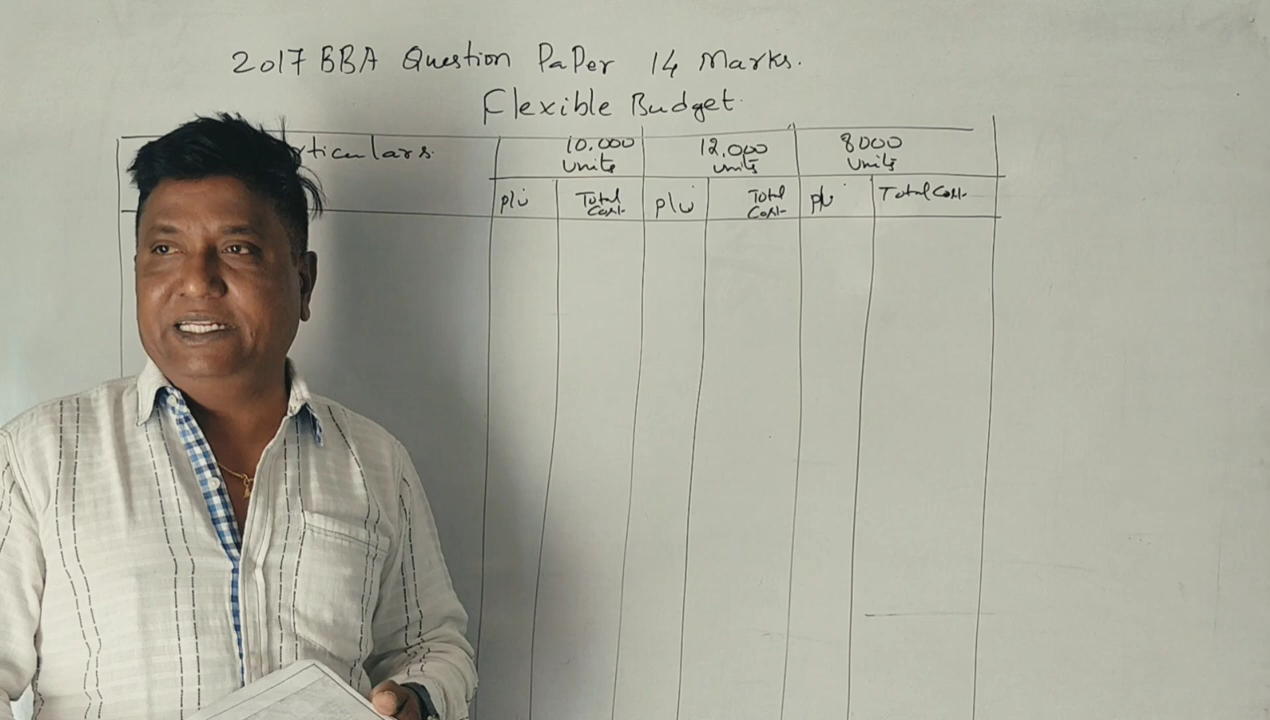 2017 BBA Question Paper 14 Marks.
Flexible Budget
rticulars 10.000 units 12,000 units 8000 units
P/u Total Cost P/u Total Cost P/u Total Cost